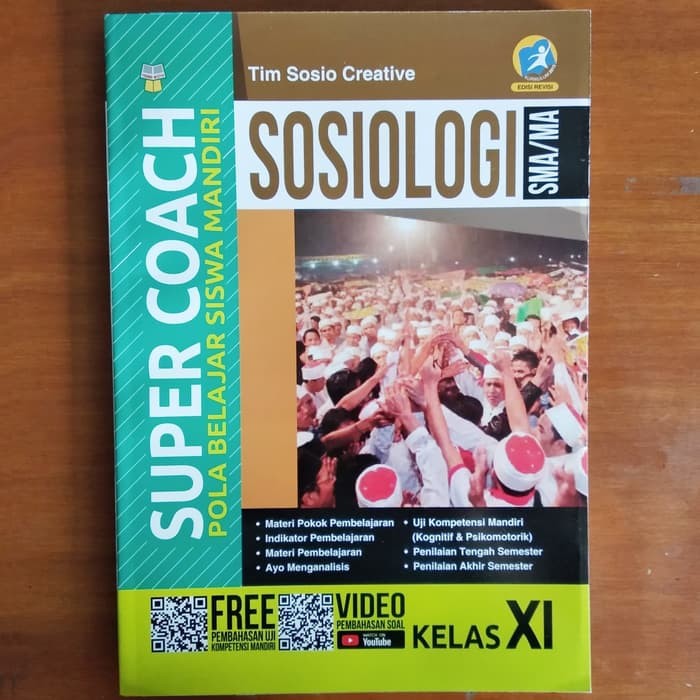 Tim Sosio Creative
EDISI REVISI
SOSIOLOGI
SMA/MA
SUPER COACH
POLA BELAJAR SISWA MANDIRI
• Materi Pokok Pembelajaran
• Indikator Pembelajaran
• Materi Pembelajaran
• Ayo Menganalisis
• Uji Kompetensi Mandiri
(Kognitif & Psikomotorik)
• Penilaian Tengah Semester
• Penilaian Akhir Semester
FREE
PEMBAHASAN UJI
KOMPETENSI MANDIRI
VIDEO
PEMBAHASAN SOAL
WATCH ON
YouTube
KELAS XI